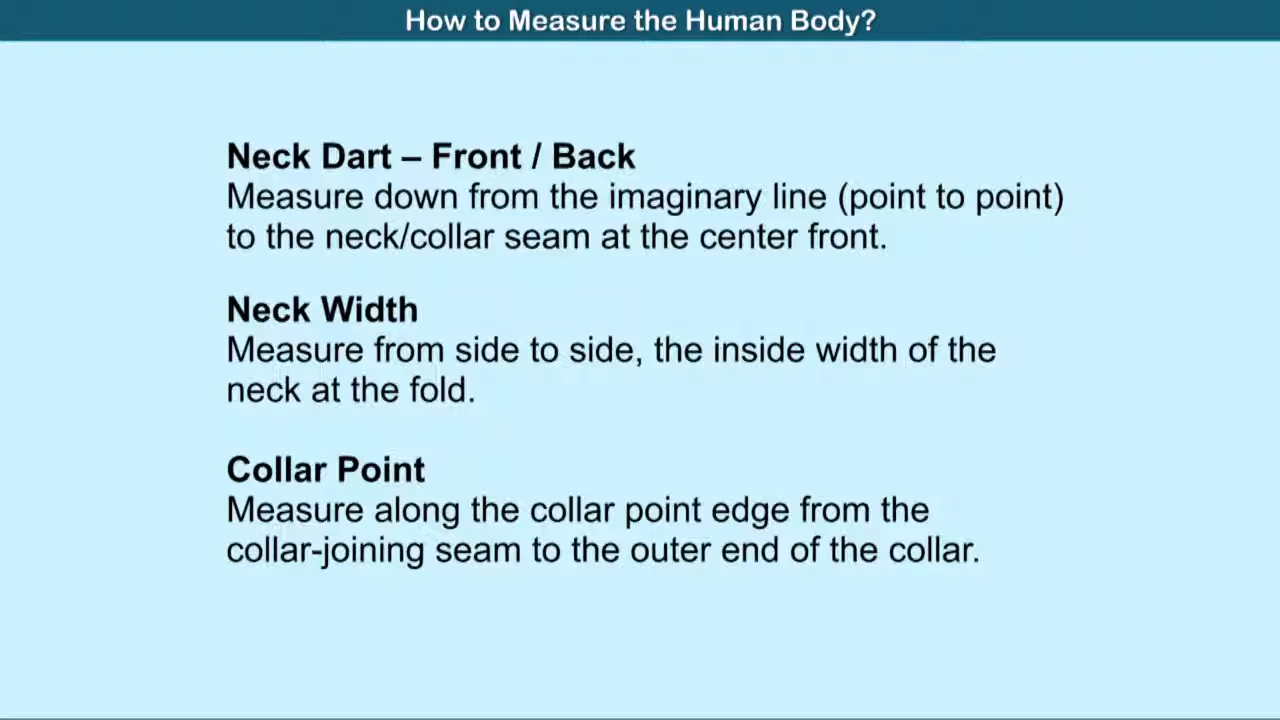 How to Measure the Human Body?
Neck Dart – Front / Back
Measure down from the imaginary line (point to point)
to the neck/collar seam at the center front.
Neck Width
Measure from side to side, the inside width of the
neck at the fold.
Collar Point
Measure along the collar point edge from the
collar-joining seam to the outer end of the collar.